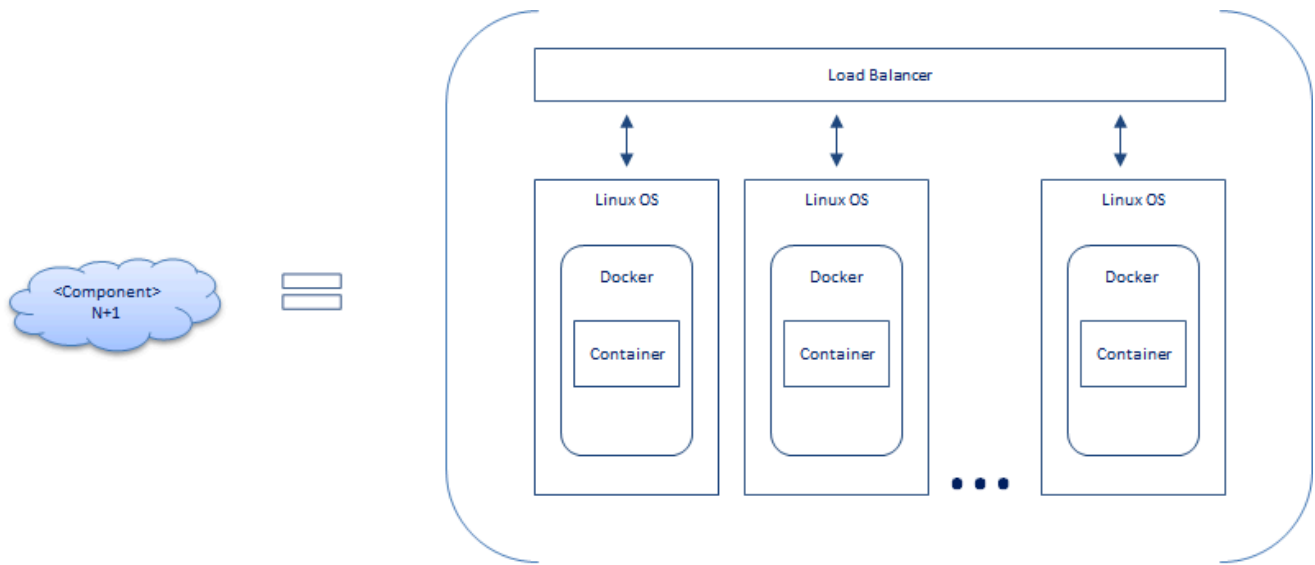 Load Balancer
Linux OS
Linux OS
Linux OS
Docker
Docker
Docker
<Component>
N+1
Container
Container
Container